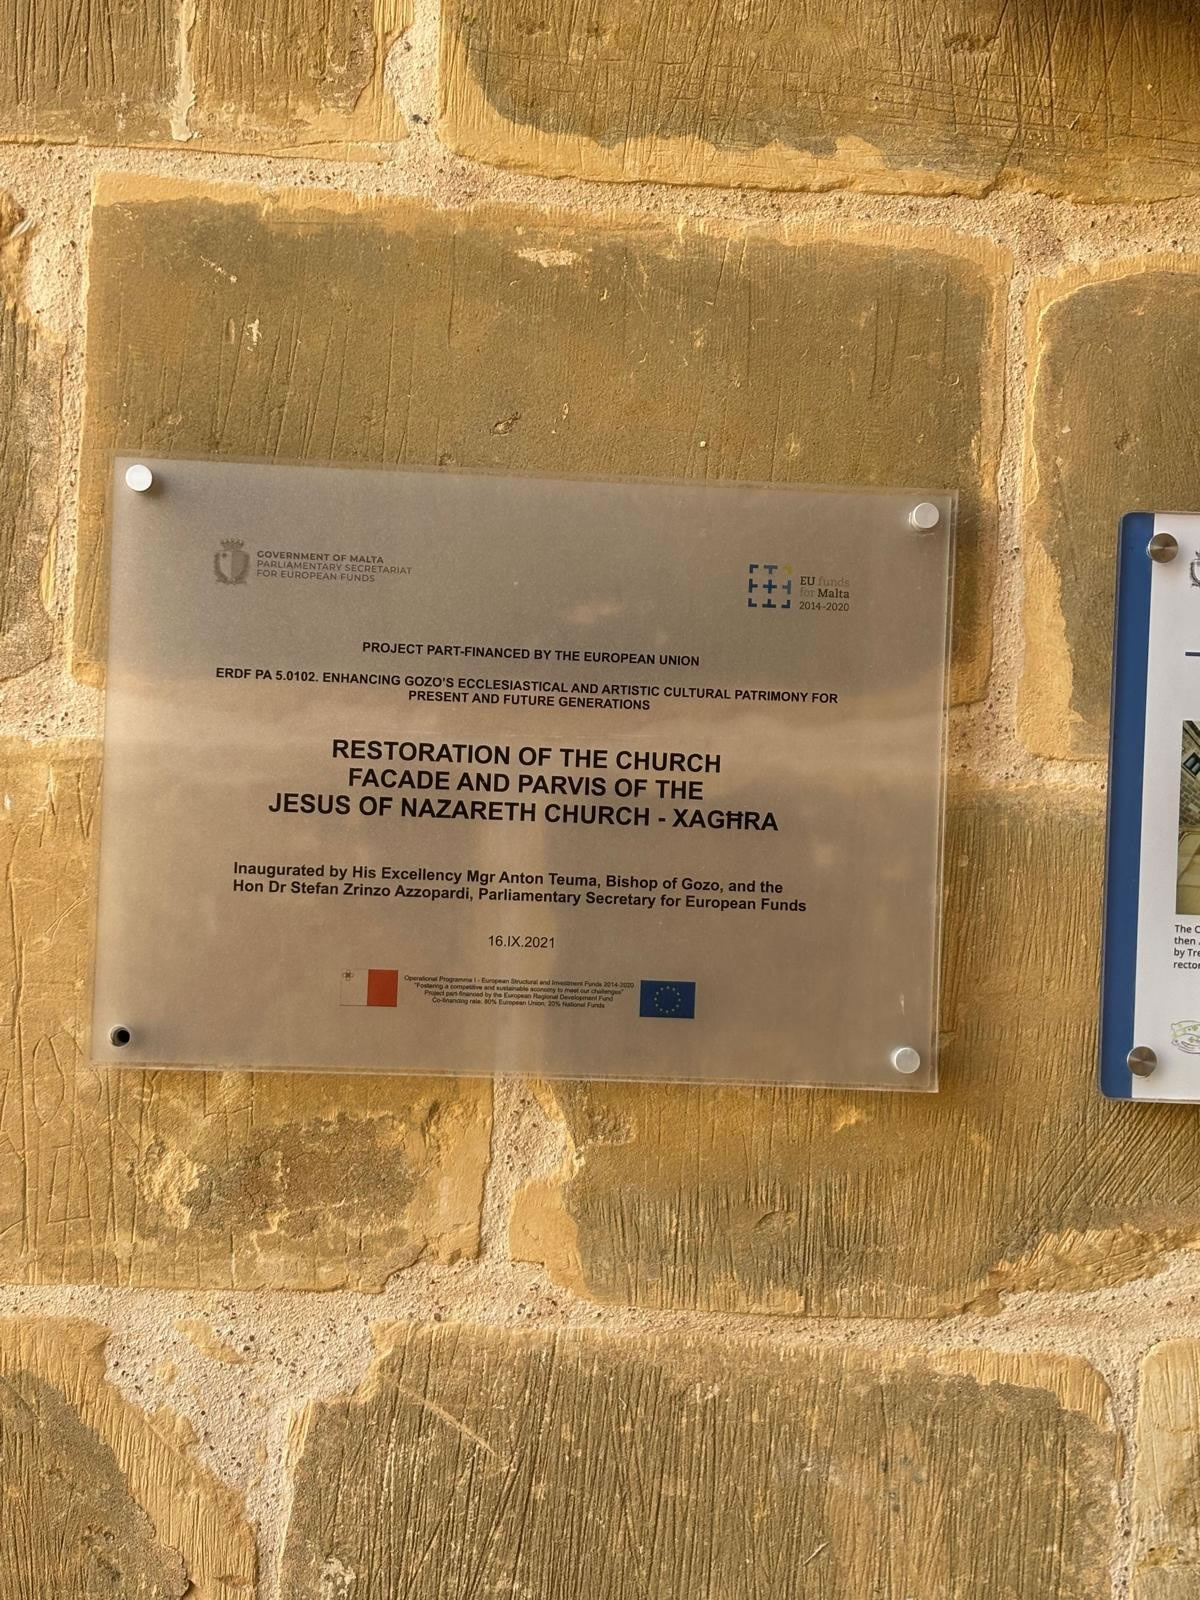 GOVERNMENT OF MALTA
PARLIAMENTARY SECRETARIAT
FOR EUROPEAN FUNDS
EU funds
for Malta
2014-2020
PROJECT PART-FINANCED BY THE EUROPEAN UNION
ERDF PA 5.0102. ENHANCING GOZO'S ECCLESIASTICAL AND ARTISTIC CULTURAL PATRIMONY FOR
PRESENT AND FUTURE GENERATIONS
RESTORATION OF THE CHURCH
FACADE AND PARVIS OF THE
JESUS OF NAZARETH CHURCH - XAGĦRA
Inaugurated by His Excellency Mgr Anton Teuma, Bishop of Gozo, and the
Hon Dr Stefan Zrinzo Azzopardi, Parliamentary Secretary for European Funds
16.IX.2021
Operational Programme I - European Structural and Investment Funds 2014-2020
"Fostering a competitive and sustainable economy to meet our challenges"
Project part-financed by the European Regional Development Fund
Co-financing rate: 80% European Union; 20% National Funds
The
then
by